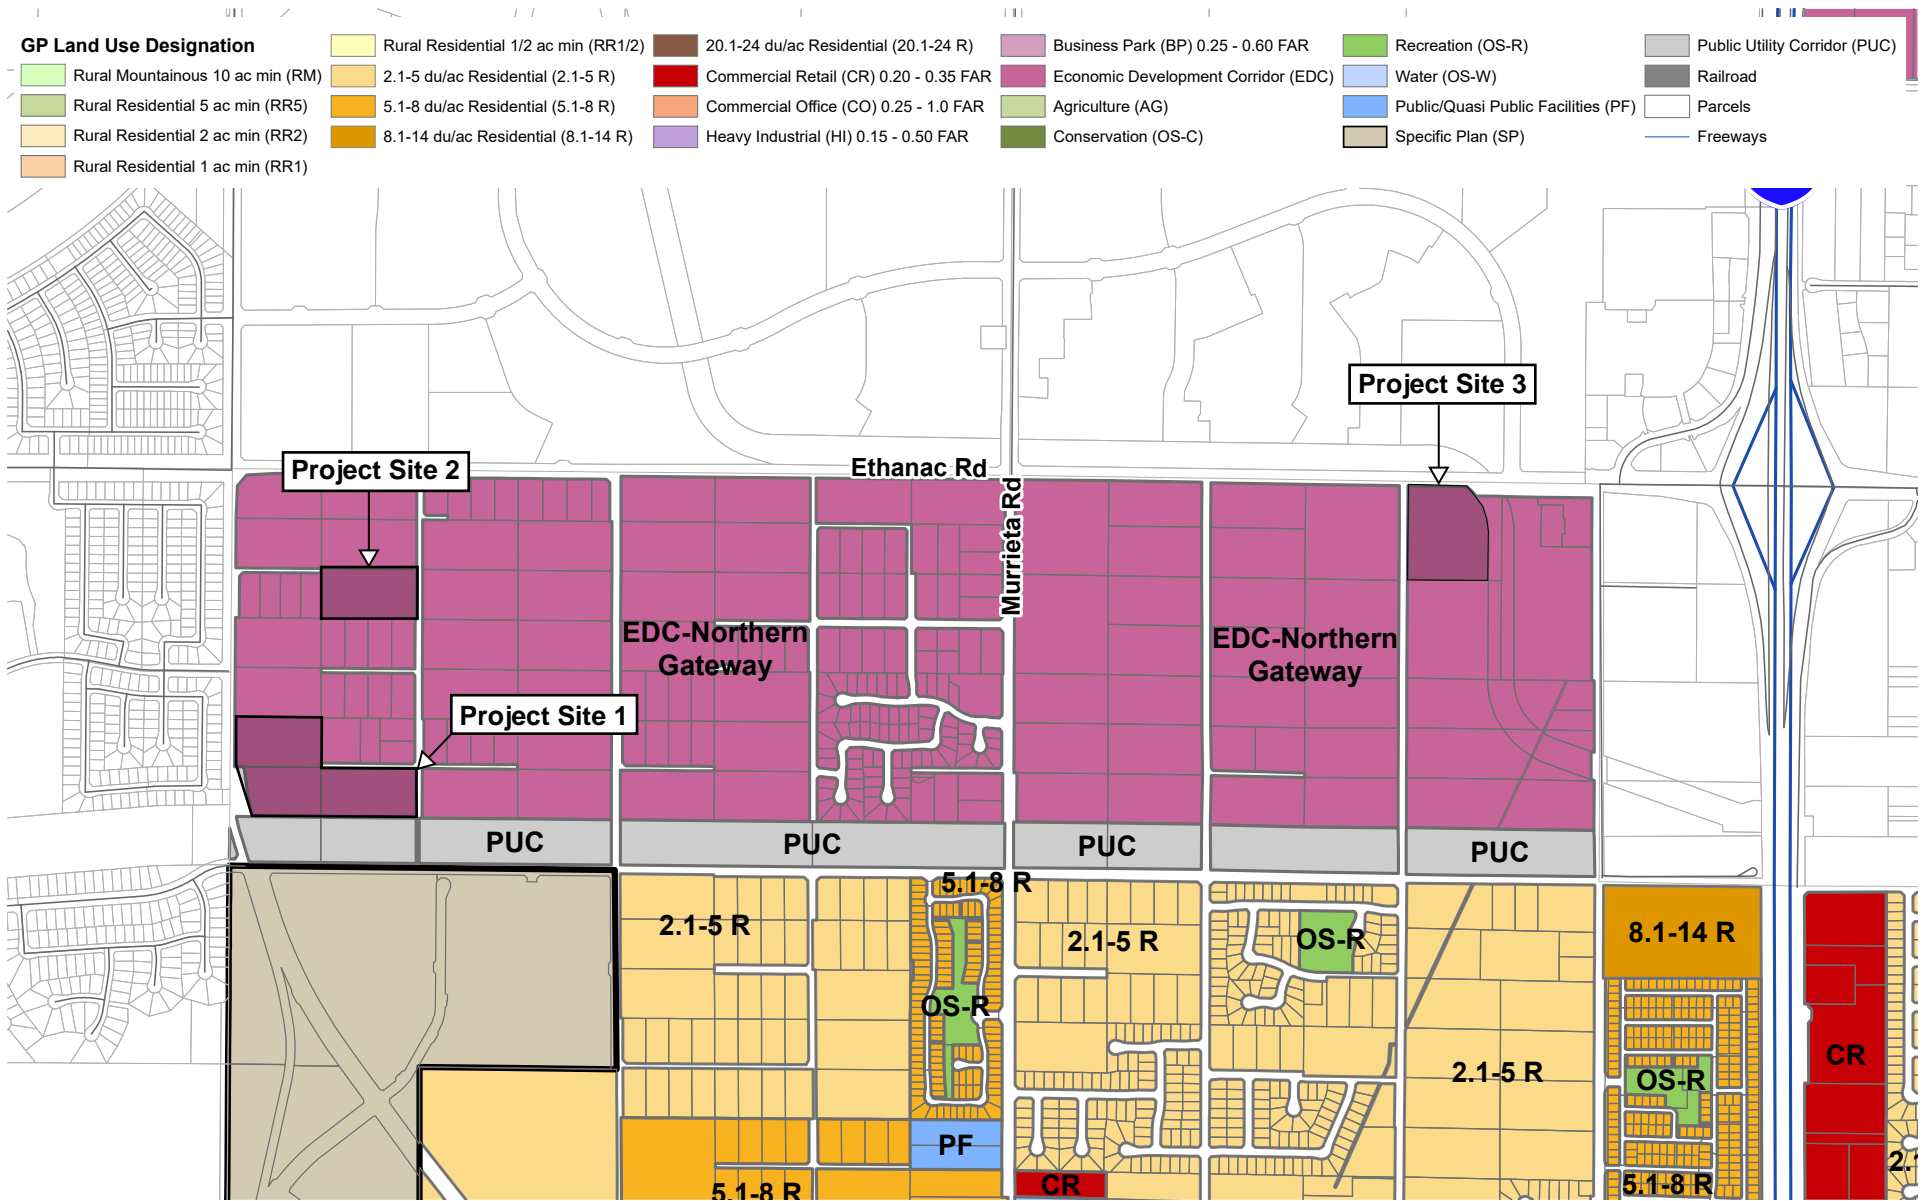 GP Land Use Designation
Rural Mountainous 10 ac min (RM)
Rural Residential 5 ac min (RR5)
Rural Residential 2 ac min (RR2)
Rural Residential 1 ac min (RR1)
Rural Residential 1/2 ac min (RR1/2)
2.1-5 du/ac Residential (2.1-5 R)
5.1-8 du/ac Residential (5.1-8 R)
8.1-14 du/ac Residential (8.1-14 R)
20.1-24 du/ac Residential (20.1-24 R)
Commercial Retail (CR) 0.20 - 0.35 FAR
Commercial Office (CO) 0.25 - 1.0 FAR
Heavy Industrial (HI) 0.15 - 0.50 FAR
Business Park (BP) 0.25 - 0.60 FAR
Economic Development Corridor (EDC)
Agriculture (AG)
Conservation (OS-C)
Recreation (OS-R)
Water (OS-W)
Public/Quasi Public Facilities (PF)
Specific Plan (SP)
Public Utility Corridor (PUC)
Railroad
Parcels
Freeways
Project Site 3
Project Site 2
Ethanac Rd
Murrieta Rd
EDC-Northern
Gateway
EDC-Northern
Gateway
Project Site 1
PUC
PUC
PUC
PUC
5.1-8 R
2.1-5 R
2.1-5 R
OS-R
8.1-14 R
OS-R
CR
2.1-5 R
OS-R
PF
CR
5.1-8 R
5.1-8 R